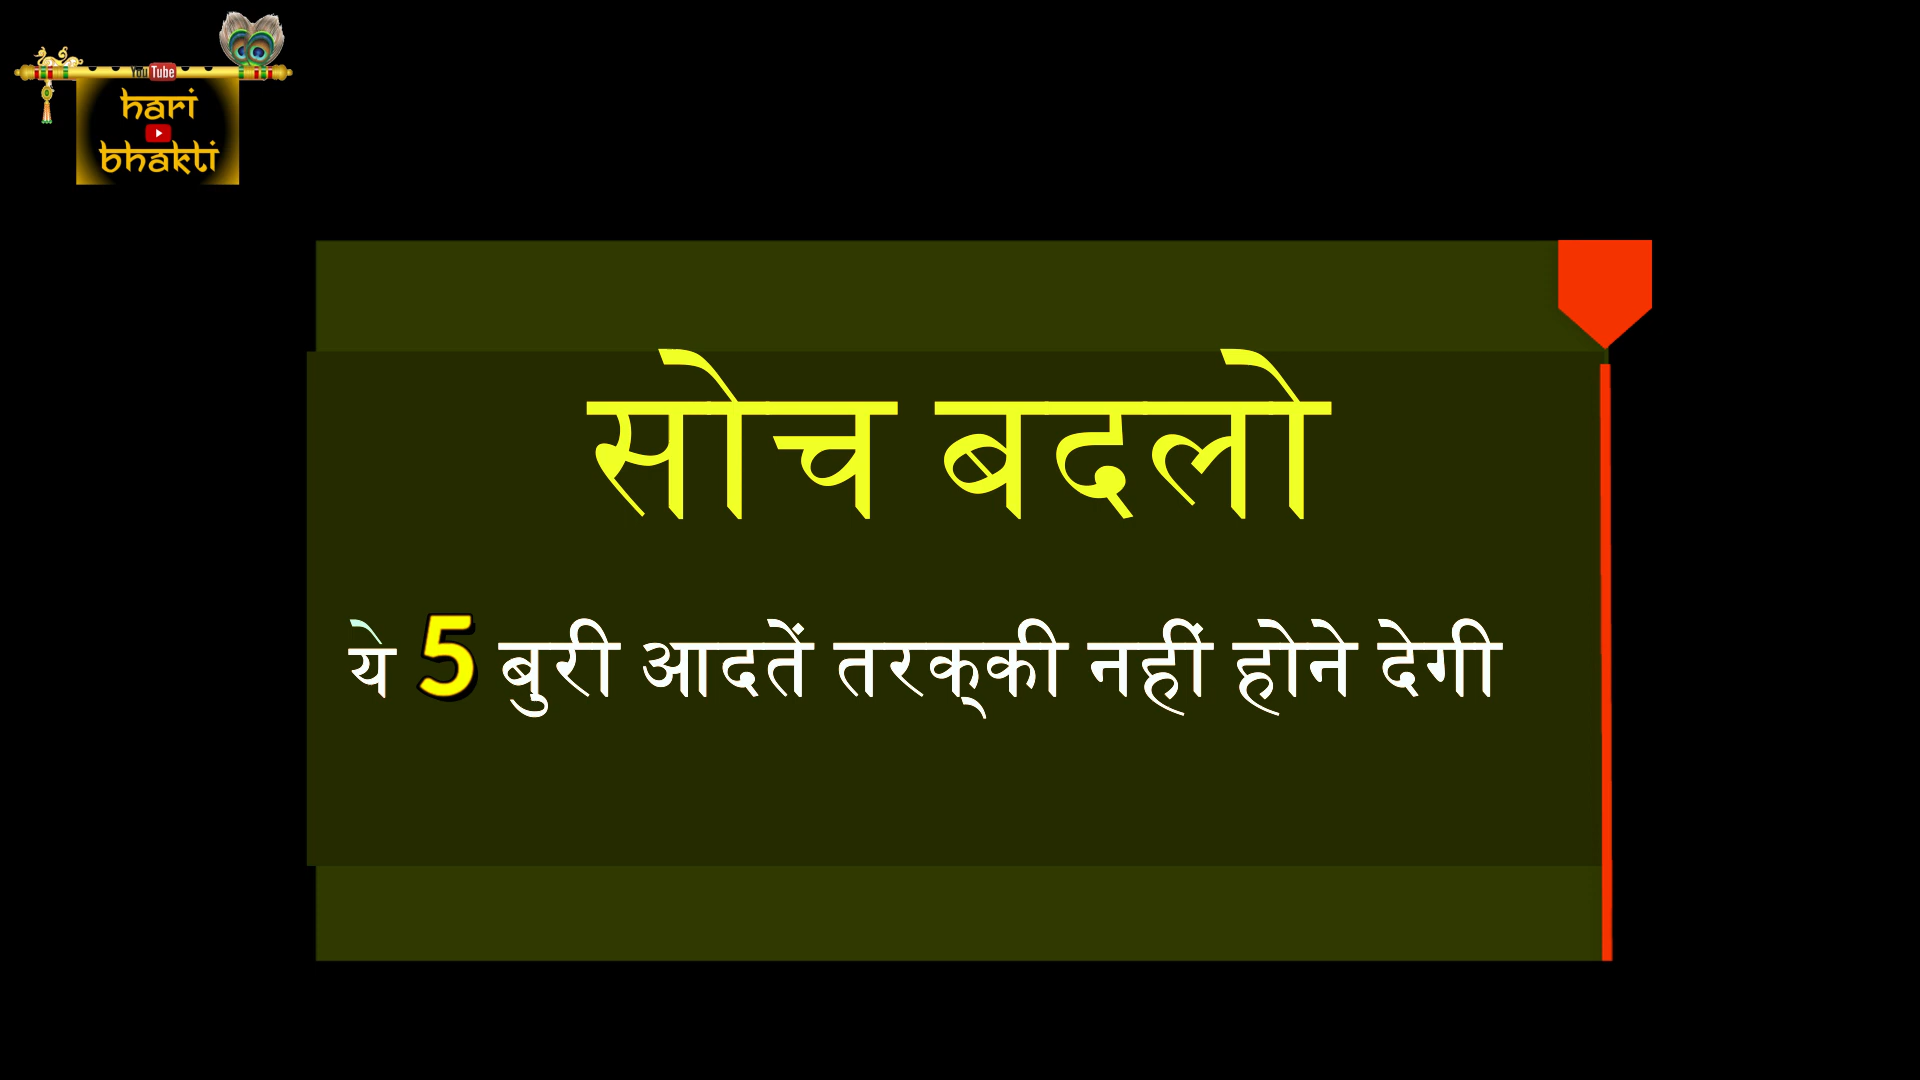 YouTube
hari
bhakti
सोच बदलो
ये 5 बुरी आदतें तरक्‌की नहीं होने देगी